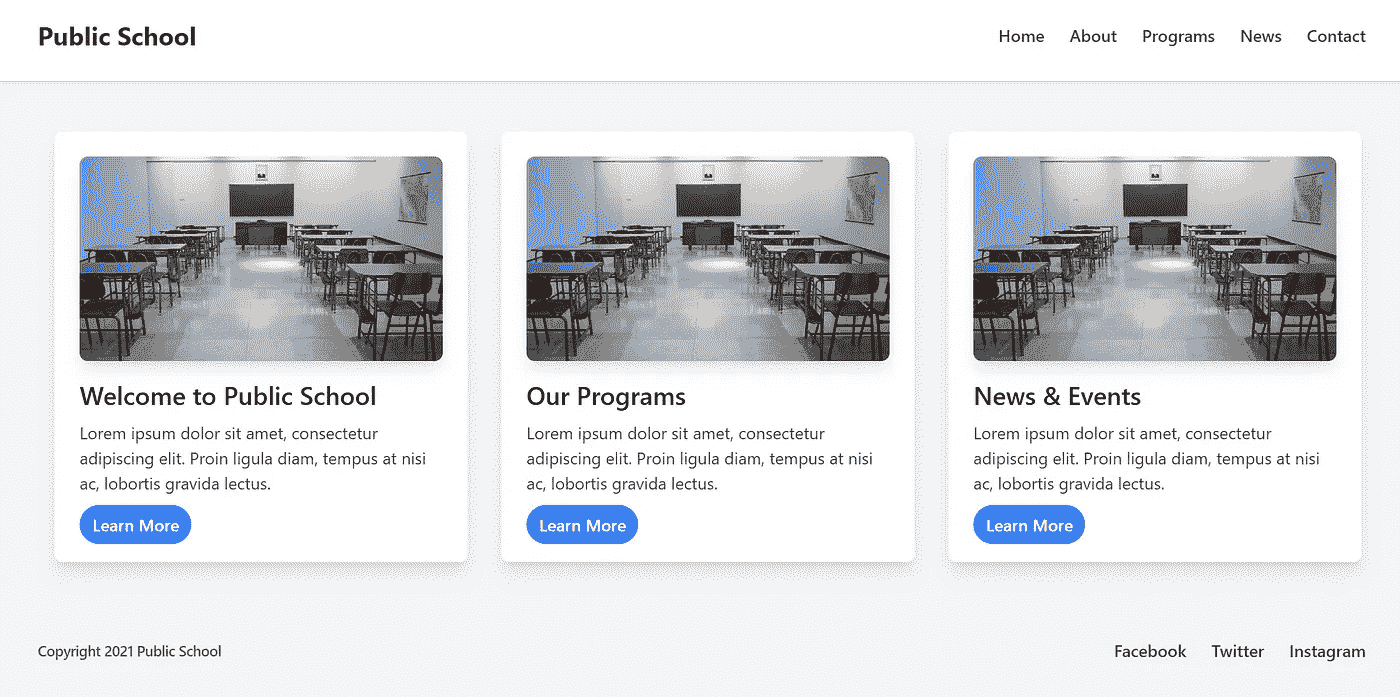 Public School
Home About Programs News Contact
Welcome to Public School
Lorem ipsum dolor sit amet, consectetur
adipiscing elit. Proin ligula diam, tempus at nisi
ac, lobortis gravida lectus.
Learn More
Our Programs
Lorem ipsum dolor sit amet, consectetur
adipiscing elit. Proin ligula diam, tempus at nisi
ac, lobortis gravida lectus.
Learn More
News & Events
Lorem ipsum dolor sit amet, consectetur
adipiscing elit. Proin ligula diam, tempus at nisi
ac, lobortis gravida lectus.
Learn More
Copyright 2021 Public School
Facebook Twitter Instagram